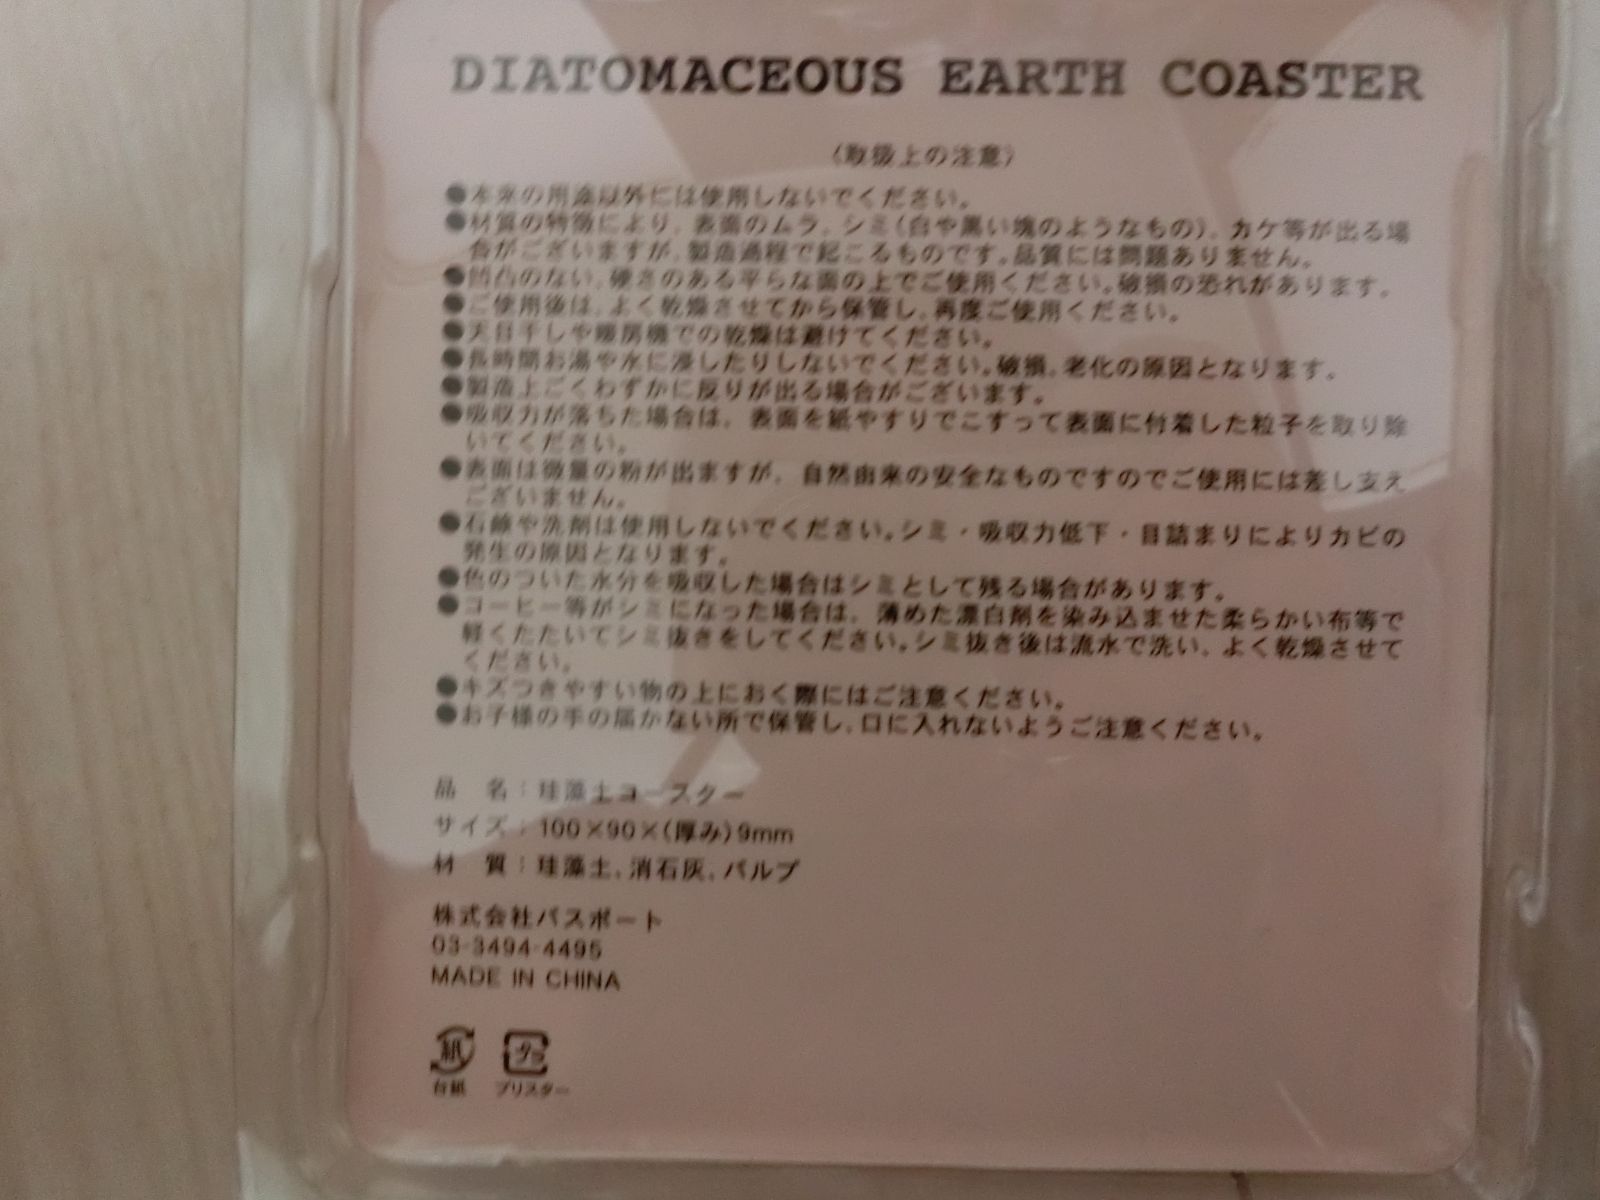 DIATOMACEOUS EARTH COASTER
〈取扱上の注意〉
●本来の用途以外には使用しないでください。
●材質の特徴により、表面のムラ、シミ(白や黒い塊のようなもの)、カケ等が出る場
合がございますが、製造過程で起こるものです。品質には問題ありません。
●凹凸のない、硬さのある平らな面の上でご使用ください。破損の恐れがあります。
●ご使用後は、よく乾燥させてから保管し、再度ご使用ください。
●天日干しや暖房機での乾燥は避けてください。
●長時間お湯や水に浸したりしないでください。破損、老化の原因となります。
●製造上ごくわずかに反りが出る場合がございます。
●吸収力が落ちた場合は、表面を紙やすりでこすって表面に付着した粒子を取り除
いてください。
●表面は微量の粉が出ますが、自然由来の安全なものですのでご使用には差し支え
ございません。
●石鹸や洗剤は使用しないでください。シミ・吸収力低下・目詰まりによりカビの
発生の原因となります。
●色のついた水分を吸収した場合はシミとして残る場合があります。
●コーヒー等がシミになった場合は、薄めた漂白剤を染み込ませた柔らかい布等で
軽くたたいてシミ抜きをしてください。シミ抜き後は流水で洗い、よく乾燥させて
ください。
●キズつきやすい物の上におく際にはご注意ください。
●お子様の手の届かない所で保管し、口に入れないようご注意ください。
品 名：珪藻土コースター
サイズ：100×90×(厚み)9mm
材 質：珪藻土、消石灰、パルプ
株式会社パスポート
03-3494-4495
MADE IN CHINA
紙 プラ
台紙 ブリスター